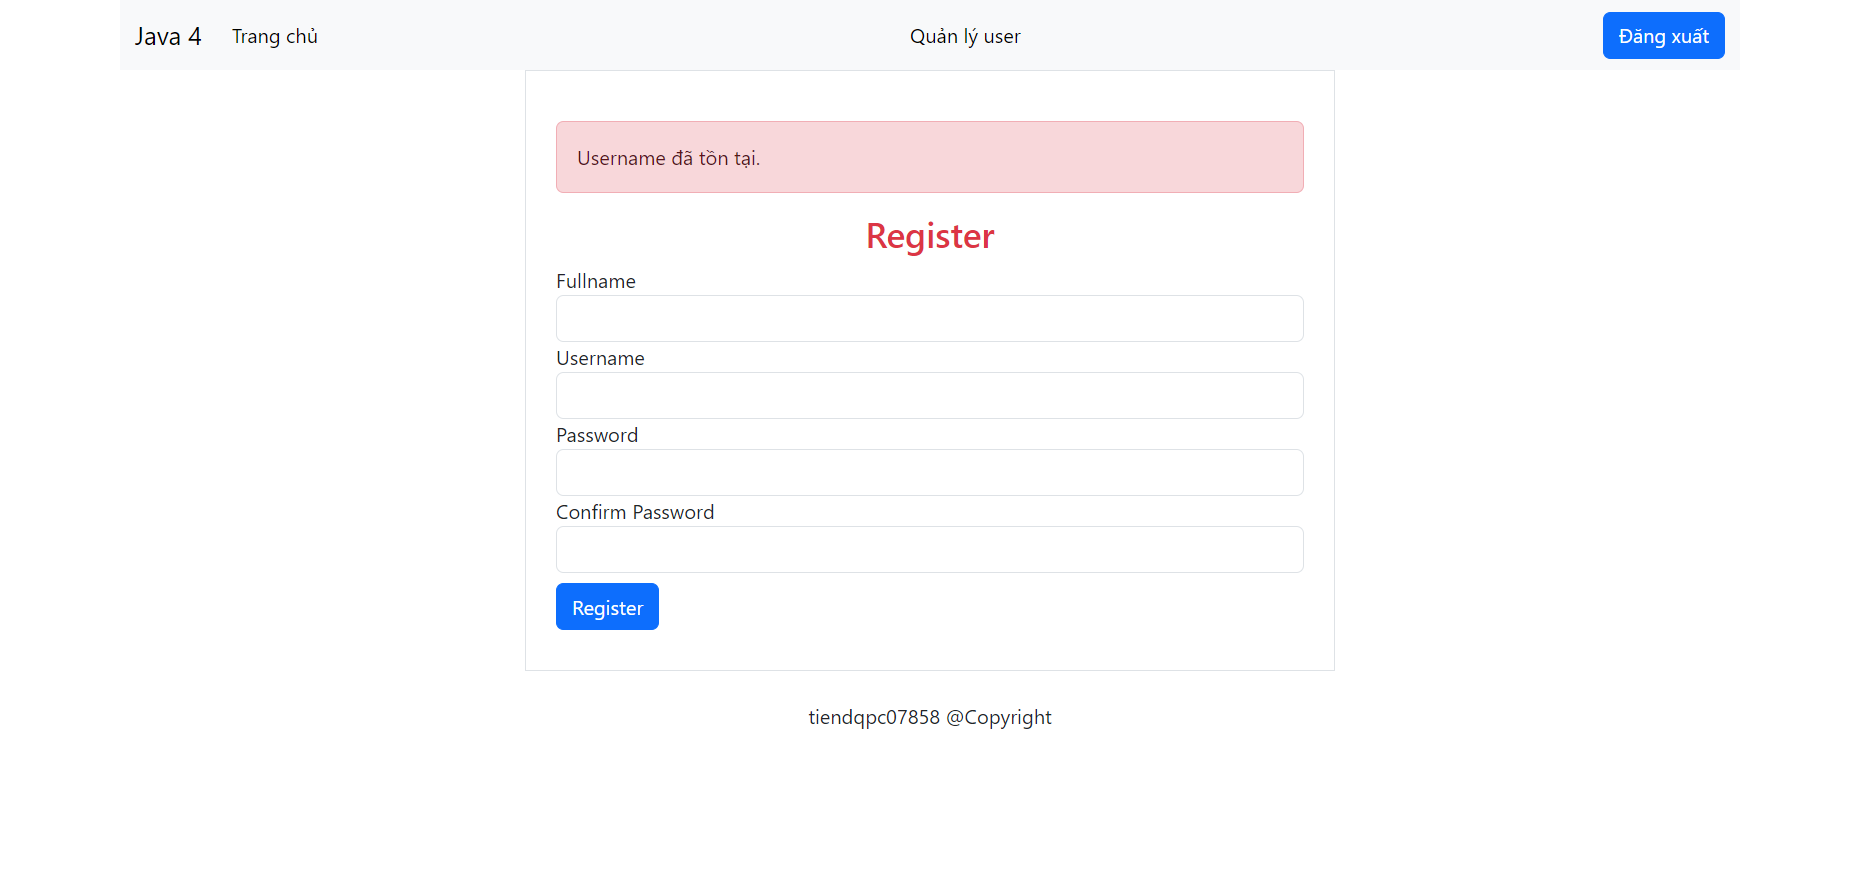 Java 4 Trang chủ Quản lý user Đăng xuất
Username đã tồn tại.
Register
Fullname
Username
Password
Confirm Password
Register
tiendqpc07858 @Copyright